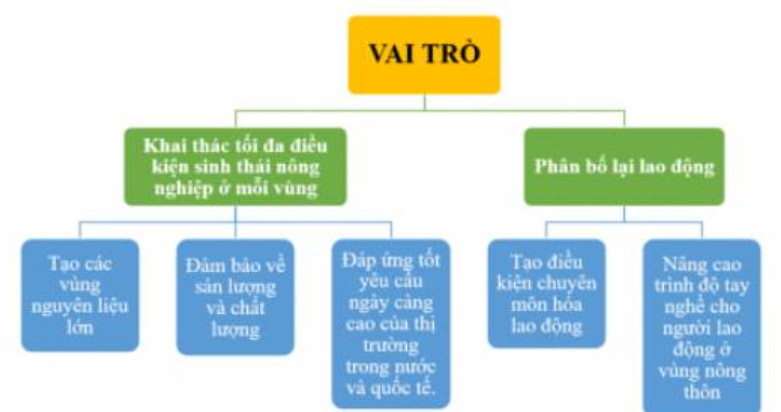 VAI TRÒ
Khai thác tối đa điều
kiện sinh thái nông
nghiệp ở mỗi vùng
Phân bố lại lao động
Tạo các
vùng
nguyên liệu
lớn
Đảm bảo về
sản lượng
và chất
lượng
Đáp ứng tốt
yêu cầu
ngày càng
cao của thị
trường
trong nước
và quốc tế.
Tạo điều
kiện chuyên
môn hóa
lao động
Nâng cao
trình độ tay
nghề cho
người lao
động ở
vùng nông
thôn